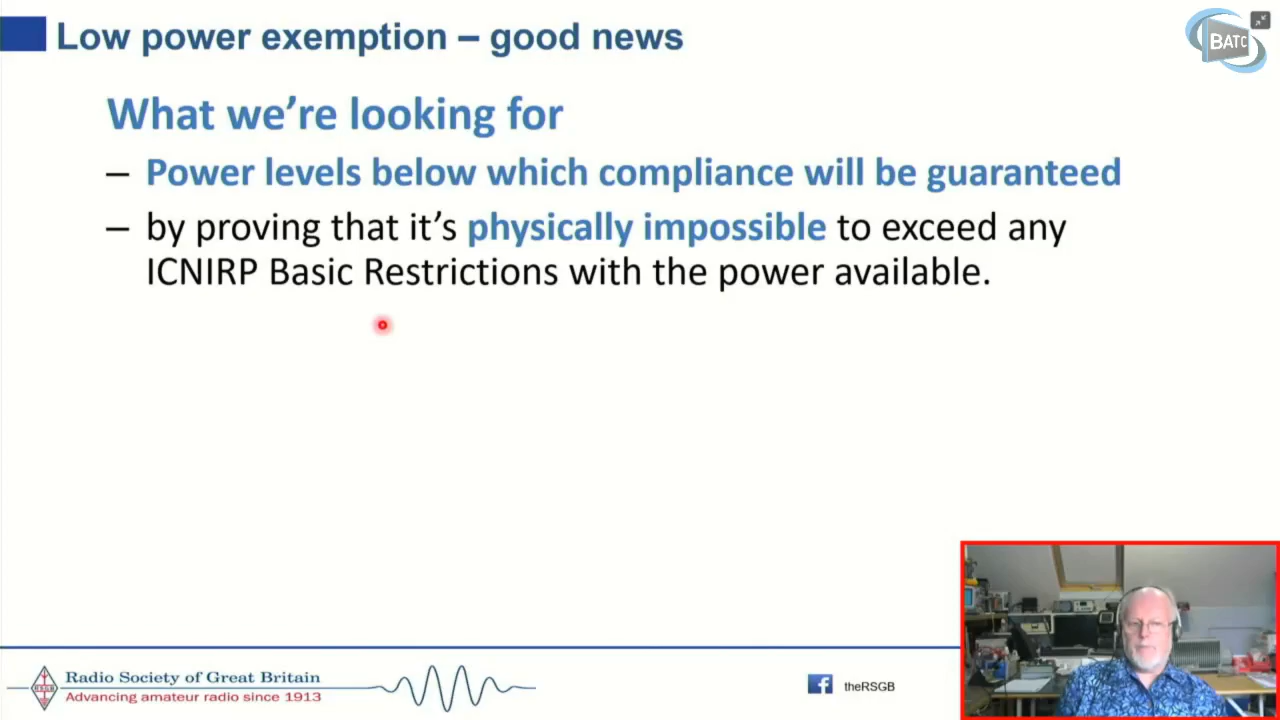 Low power exemption – good news
BATC
What we’re looking for
– Power levels below which compliance will be guaranteed
– by proving that it’s physically impossible to exceed any
ICNIRP Basic Restrictions with the power available.
RSGB
Radio Society of Great Britain
Advancing amateur radio since 1913
theRSGB